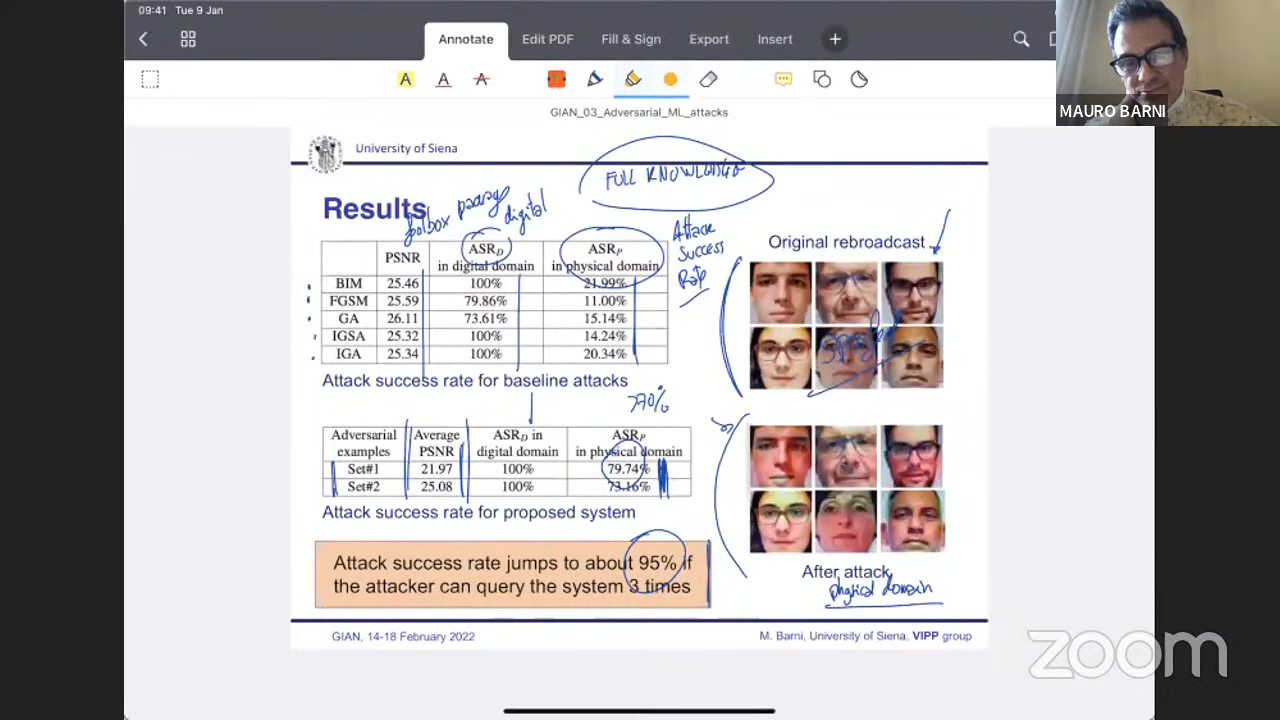 09:41 Tue 9 Jan
Annotate Edit PDF Fill & Sign Export Insert +
A A A
GIAN_03_Adversarial_ML_attacks
MAURO BARNI
University of Siena
FULL KNOWLEDGE
Results
digital
PSNR ASR_D in digital domain ASR_P in physical domain
BIM 25.46 100% 21.99%
FGSM 25.59 79.86% 11.00%
GA 26.11 73.61% 15.14%
IGSA 25.32 100% 14.24%
IGA 25.34 100% 20.34%
Attack success rate for baseline attacks
Attack
Success
Rate
>70%
Adversarial examples Average PSNR ASR_D in digital domain ASR_P in physical domain
Set#1 21.97 100% 79.74%
Set#2 25.08 100% 73.16%
Attack success rate for proposed system
Attack success rate jumps to about 95% if
the attacker can query the system 3 times
Original rebroadcast
After attack
physical domain
GIAN, 14-18 February 2022
M. Barni, University of Siena, VIPP group
zoom